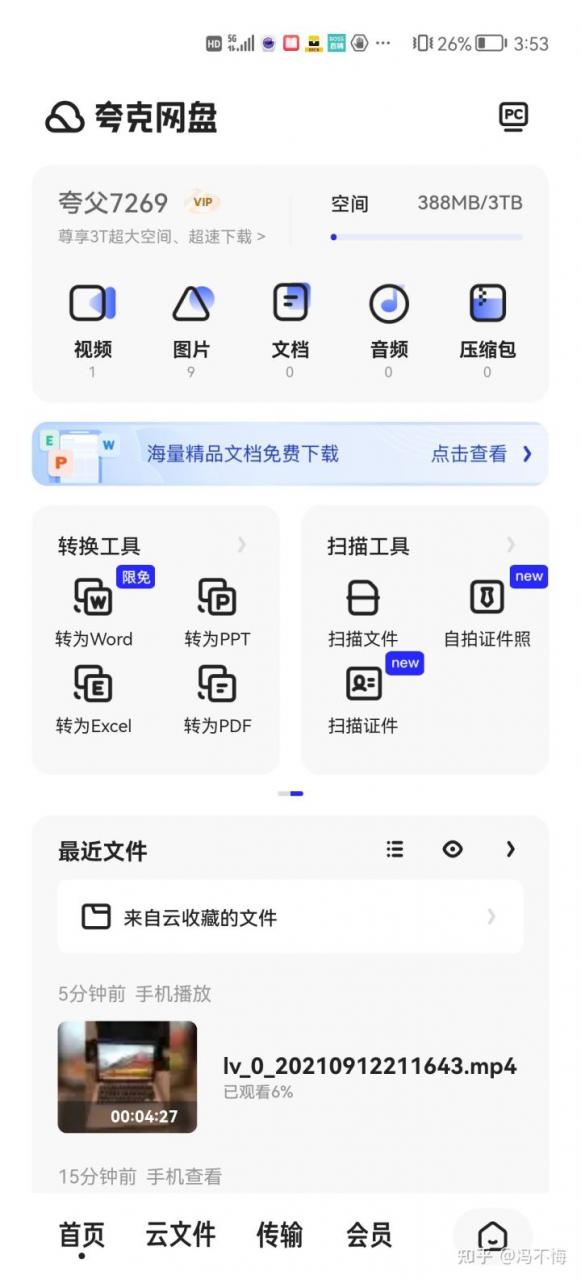 HD 5G 26% 3:53
夸克网盘 PC
夸父7269 VIP 空间 388MB/3TB
尊享3T超大空间、超速下载 >
视频 图片 文档 音频 压缩包
1 9 0 0 0
E P W 海量精品文档免费下载 点击查看
转换工具 扫描工具
限免 new
W P
转为Word 转为PPT 扫描文件 自拍证件照
new
E
转为Excel 转为PDF 扫描证件
最近文件
来自云收藏的文件
5分钟前 手机播放
00:04:27
lv_0_20210912211643.mp4
已观看6%
15分钟前 手机查看
首页 云文件 传输 会员
知乎 @冯不悔